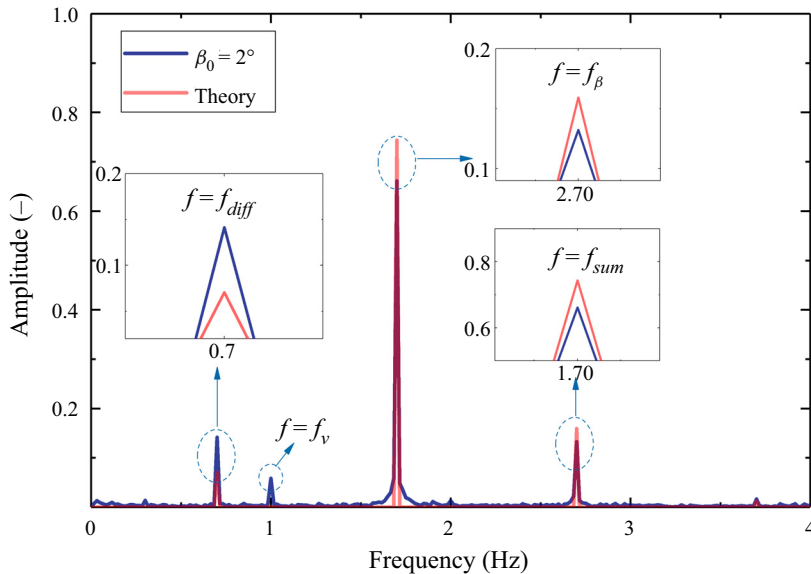 β0 = 2°
Theory
1.0
0.8
0.6
0.4
0.2
0
1
2
3
4
Amplitude (–)
Frequency (Hz)
0.2
0.1
f = fdiff
0.7
f = fv
0.2
0.1
f = fβ
2.70
0.8
0.6
f = fsum
1.70